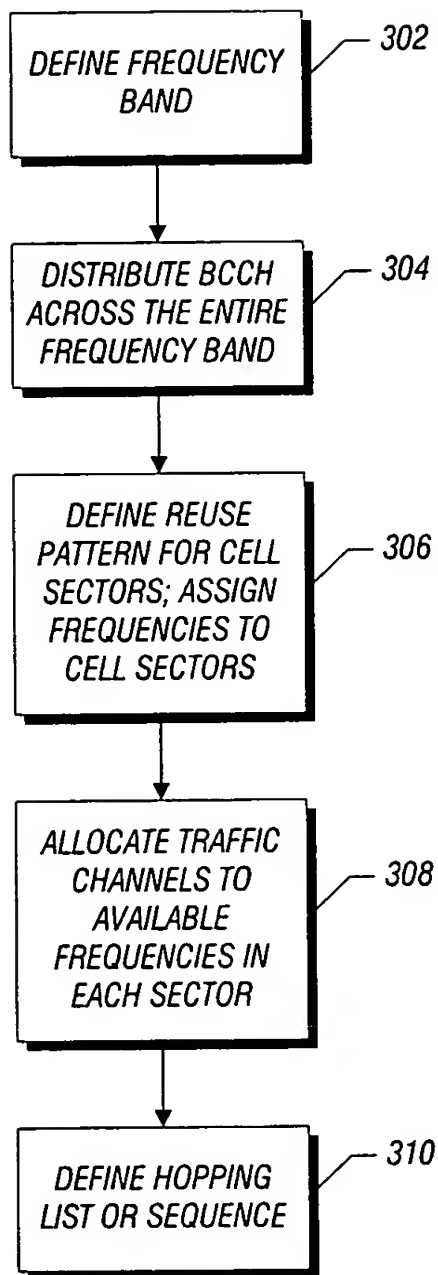 DEFINE FREQUENCY
BAND
302
DISTRIBUTE BCCH
ACROSS THE ENTIRE
FREQUENCY BAND
304
DEFINE REUSE
PATTERN FOR CELL
SECTORS; ASSIGN
FREQUENCIES TO
CELL SECTORS
306
ALLOCATE TRAFFIC
CHANNELS TO
AVAILABLE
FREQUENCIES IN
EACH SECTOR
308
DEFINE HOPPING
LIST OR SEQUENCE
310